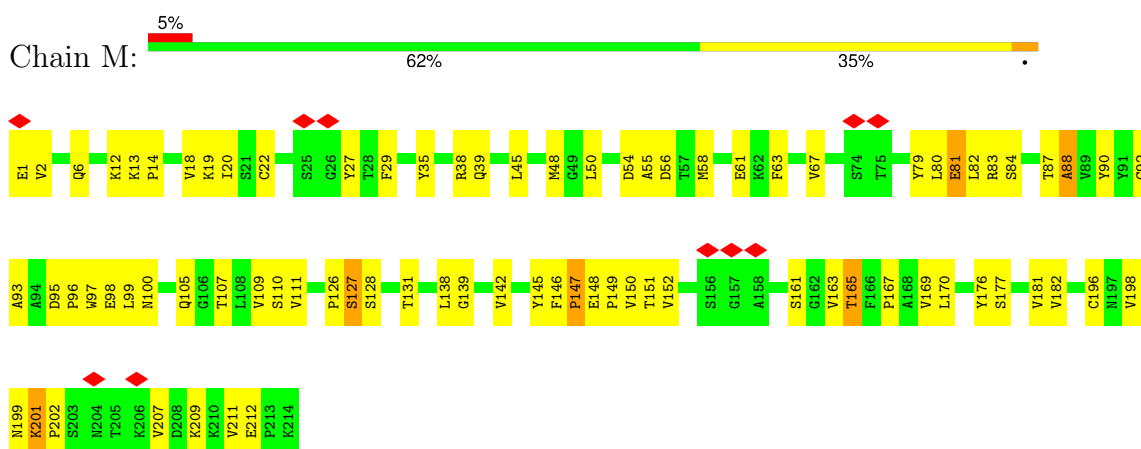 5%
Chain M:
62% 35% •
E1 V2 Q6 K12 K13 P14 V18 K19 I20 S21 C22 S25 G26 Y27 T28 F29 Y35 R38 Q39 L45 M48 G49 L50 D54 A55 D56 T57 M58 E61 K62 F63 V67 S74 T75 Y79 L80 E81 L82 R83 S84 T87 A88 V89 Y90 Y91
A93 A94 D95 P96 W97 E98 L99 N100 Q105 G106 T107 L108 V109 S110 V111 P126 S127 S128 T131 L138 G139 V142 Y145 F146 P147 E148 P149 V150 T151 V152 S156 G157 A158 S161 G162 V163 T165 F166 P167 A168 V169 L170 Y176 S177 V181 V182 C196 N197 V198
N199 K201 P202 S203 N204 T205 K206 V207 D208 K209 K210 V211 E212 P213 K214